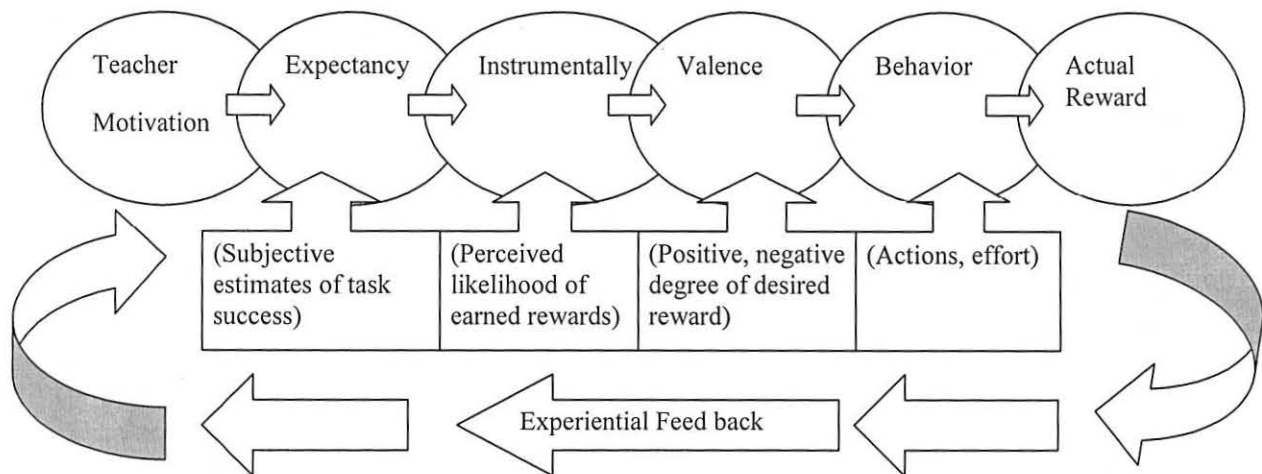 Teacher
Motivation
Expectancy
Instrumentally
Valence
Behavior
Actual
Reward
(Subjective
estimates of task
success)
(Perceived
likelihood of
earned rewards)
(Positive, negative
degree of desired
reward)
(Actions, effort)
Experiential Feed back